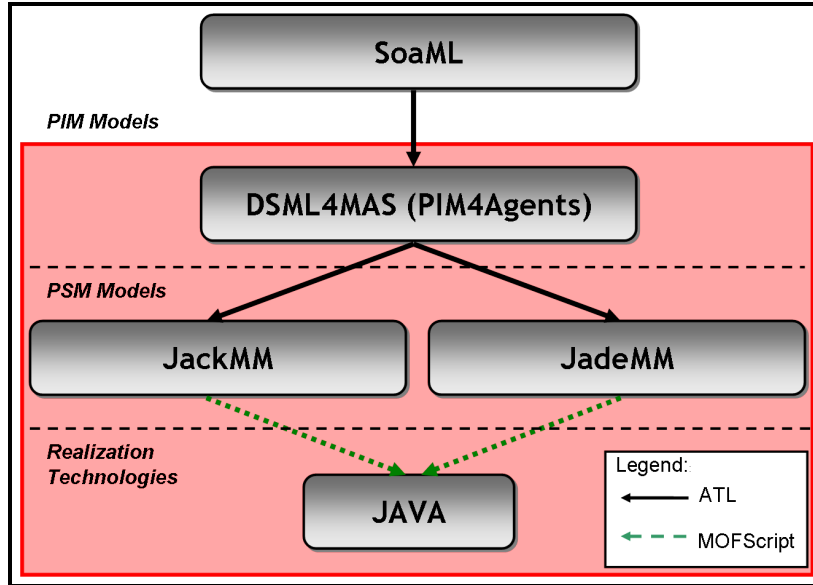 SoaML
PIM Models
DSML4MAS (PIM4Agents)
PSM Models
JackMM
JadeMM
Realization
Technologies
JAVA
Legend:
ATL
MOFScript